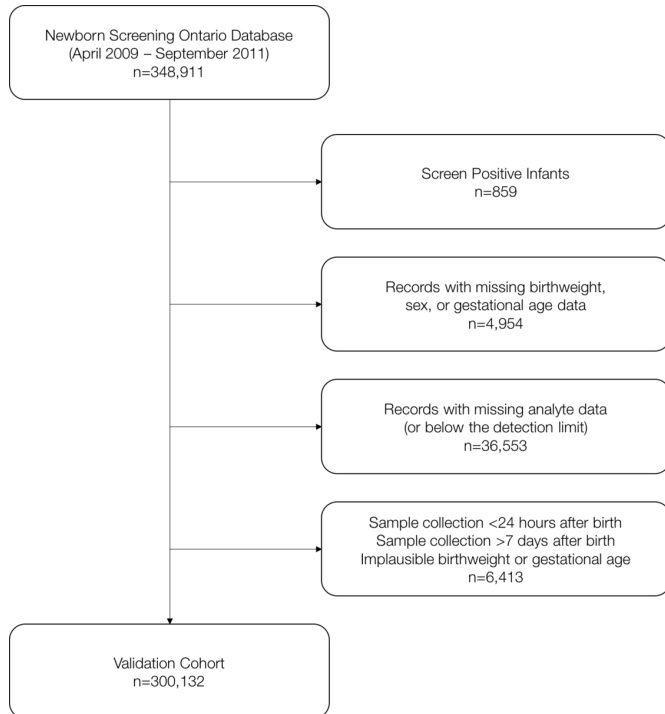 Newborn Screening Ontario Database
(April 2009 – September 2011)
n=348,911
Screen Positive Infants
n=859
Records with missing birthweight,
sex, or gestational age data
n=4,954
Records with missing analyte data
(or below the detection limit)
n=36,553
Sample collection <24 hours after birth
Sample collection >7 days after birth
Implausible birthweight or gestational age
n=6,413
Validation Cohort
n=300,132